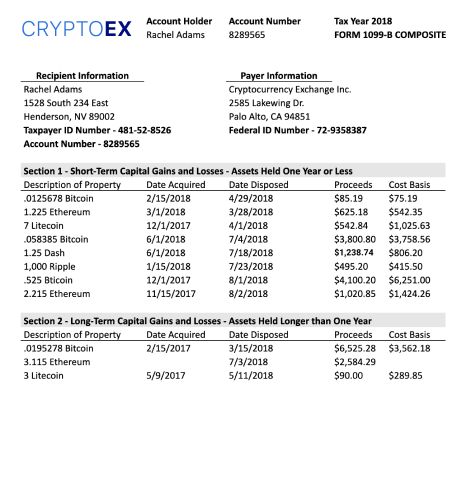 CRYPTOEX
Account Holder Account Number Tax Year 2018
Rachel Adams 8289565 FORM 1099-B COMPOSITE
Recipient Information Payer Information
Rachel Adams Cryptocurrency Exchange Inc.
1528 South 234 East 2585 Lakewing Dr.
Henderson, NV 89002 Palo Alto, CA 94851
Taxpayer ID Number - 481-52-8526 Federal ID Number - 72-9358387
Account Number - 8289565
Section 1 - Short-Term Capital Gains and Losses - Assets Held One Year or Less
Description of Property Date Acquired Date Disposed Proceeds Cost Basis
.0125678 Bitcoin 2/15/2018 4/29/2018 $85.19 $75.19
1.225 Ethereum 3/1/2018 3/28/2018 $625.18 $542.35
7 Litecoin 12/1/2017 4/1/2018 $542.84 $1,025.63
.058385 Bitcoin 6/1/2018 7/4/2018 $3,800.80 $3,758.56
1.25 Dash 6/1/2018 7/18/2018 $1,238.74 $806.20
1,000 Ripple 1/15/2018 7/23/2018 $495.20 $415.50
.525 Bticoin 12/1/2017 8/1/2018 $4,100.20 $6,251.00
2.215 Ethereum 11/15/2017 8/2/2018 $1,020.85 $1,424.26
Section 2 - Long-Term Capital Gains and Losses - Assets Held Longer than One Year
Description of Property Date Acquired Date Disposed Proceeds Cost Basis
.0195278 Bitcoin 2/15/2017 3/15/2018 $6,525.28 $3,562.18
3.115 Ethereum 7/3/2018 $2,584.29
3 Litecoin 5/9/2017 5/11/2018 $90.00 $289.85